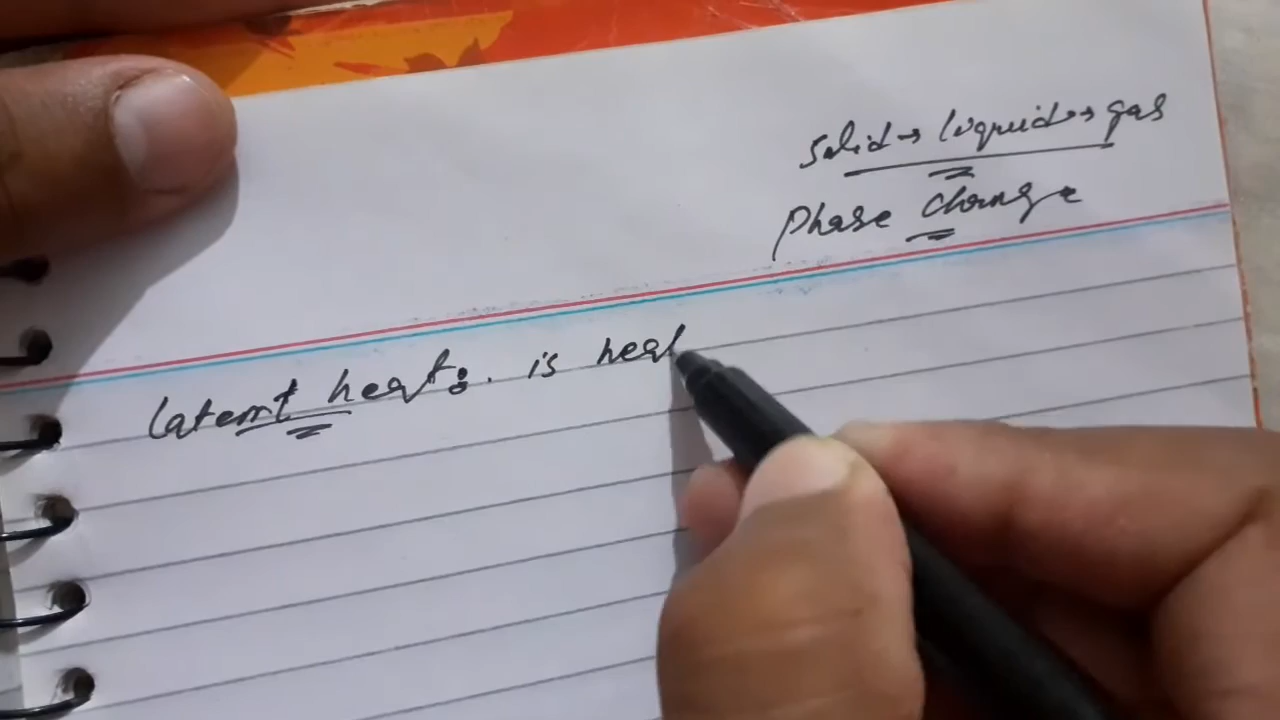 Solid→ liquid→ gas
Phase change
latent heat:. is heat